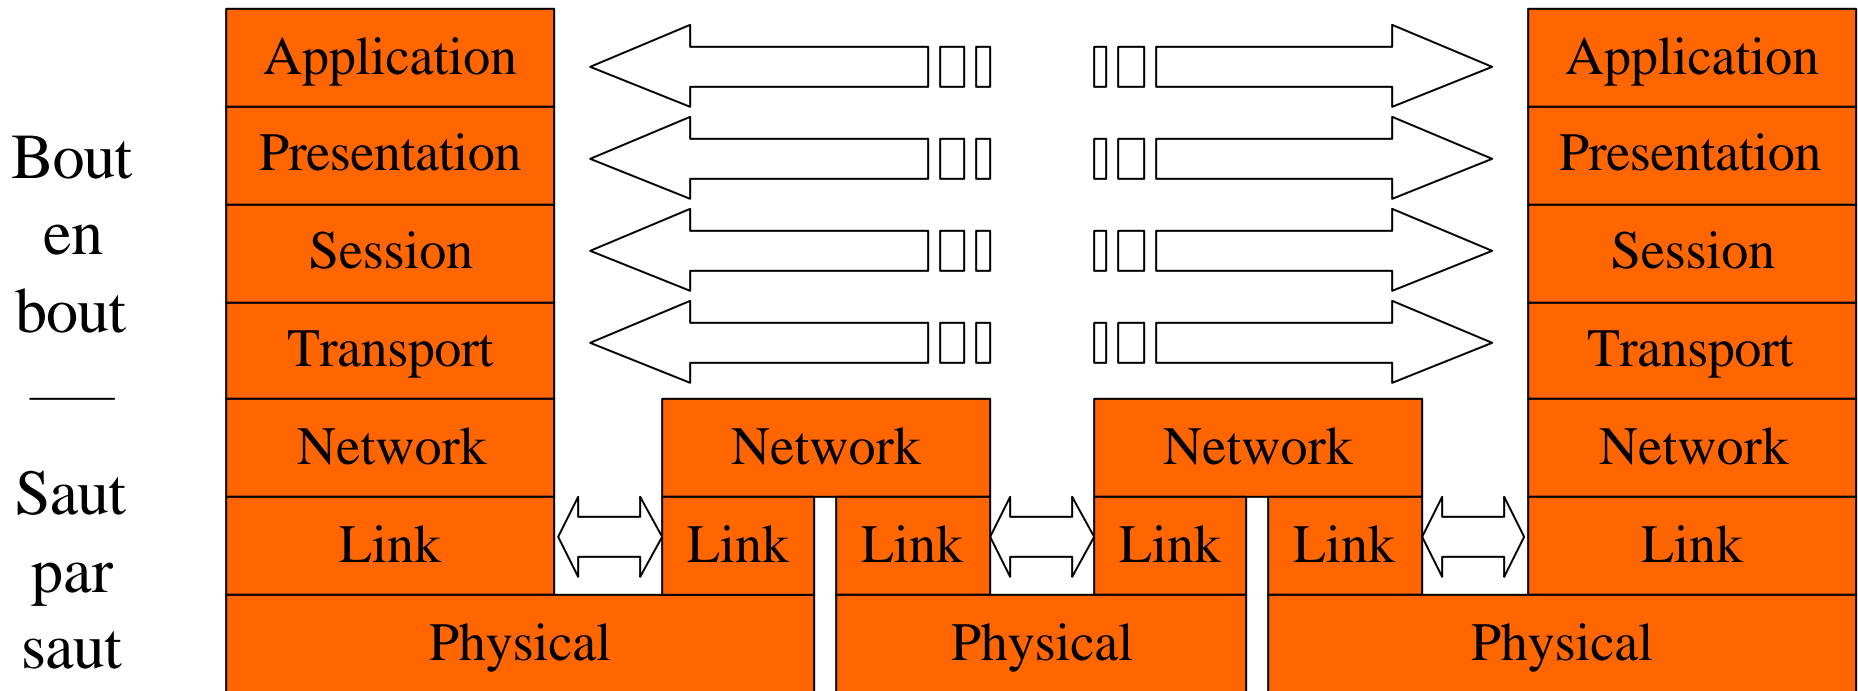 Bout
en
bout
Saut
par
saut
Application
Presentation
Session
Transport
Network
Link
Network
Link Link
Network
Link Link
Application
Presentation
Session
Transport
Network
Link
Physical Physical Physical